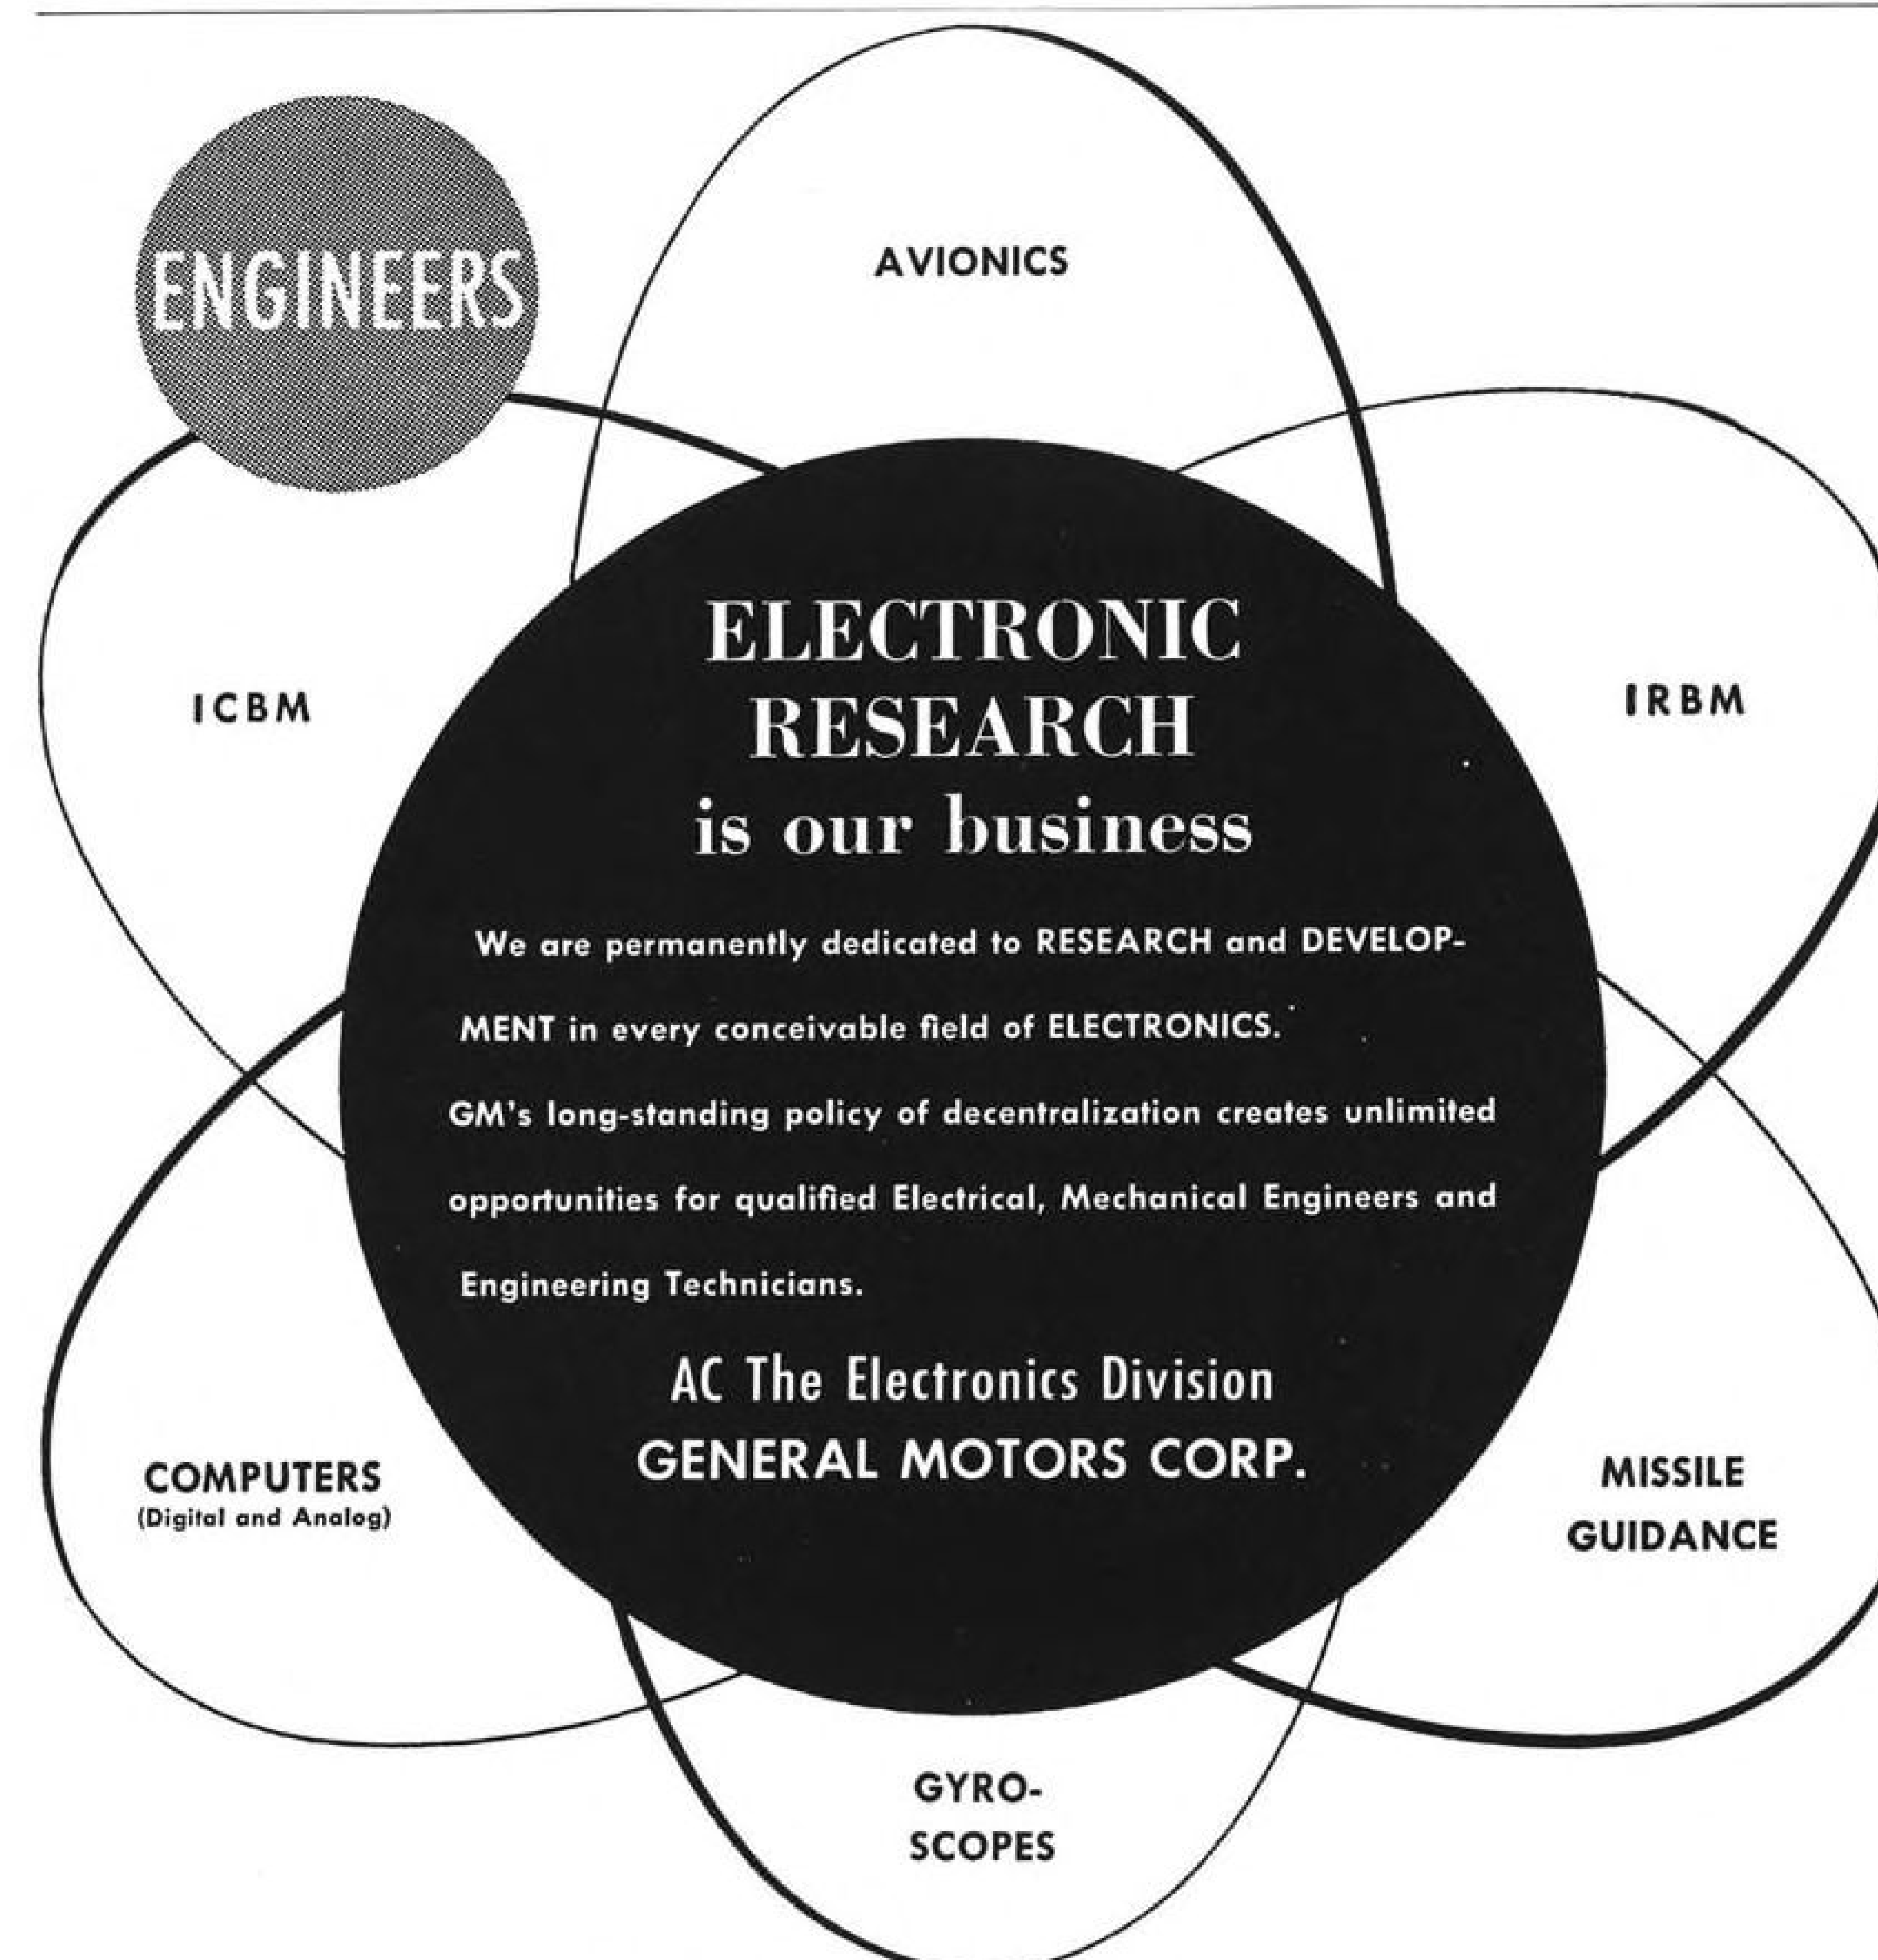 ENGINEERS
AVIONICS
ICBM
IRBM
ELECTRONIC
RESEARCH
is our business
We are permanently dedicated to RESEARCH and DEVELOP-
MENT in every conceivable field of ELECTRONICS.
GM's long-standing policy of decentralization creates unlimited
opportunities for qualified Electrical, Mechanical Engineers and
Engineering Technicians.
AC The Electronics Division
GENERAL MOTORS CORP.
COMPUTERS
(Digital and Analog)
MISSILE
GUIDANCE
GYRO-
SCOPES